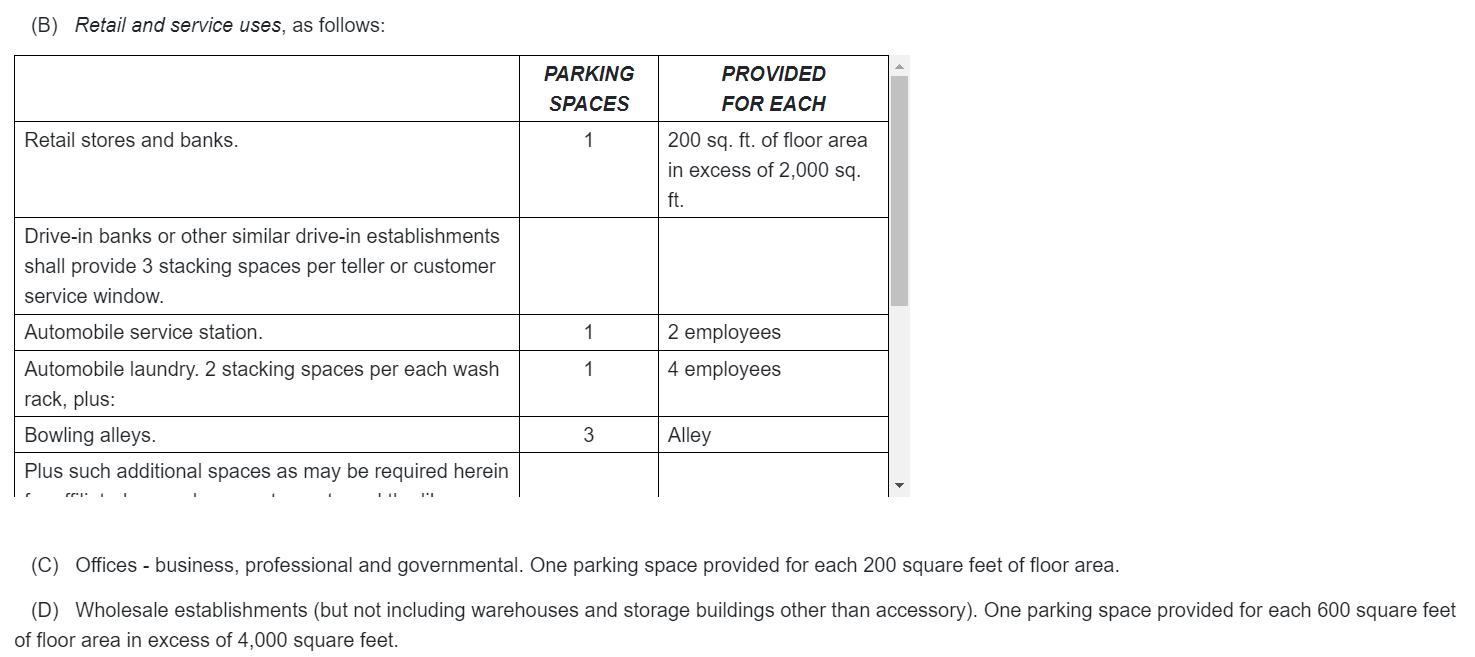 (B) Retail and service uses, as follows:
PARKING
SPACES
PROVIDED
FOR EACH
Retail stores and banks.
1
200 sq. ft. of floor area
in excess of 2,000 sq.
ft.
Drive-in banks or other similar drive-in establishments
shall provide 3 stacking spaces per teller or customer
service window.
Automobile service station.
1
2 employees
Automobile laundry. 2 stacking spaces per each wash
rack, plus:
1
4 employees
Bowling alleys.
3
Alley
Plus such additional spaces as may be required herein
(C) Offices - business, professional and governmental. One parking space provided for each 200 square feet of floor area.
(D) Wholesale establishments (but not including warehouses and storage buildings other than accessory). One parking space provided for each 600 square feet
of floor area in excess of 4,000 square feet.